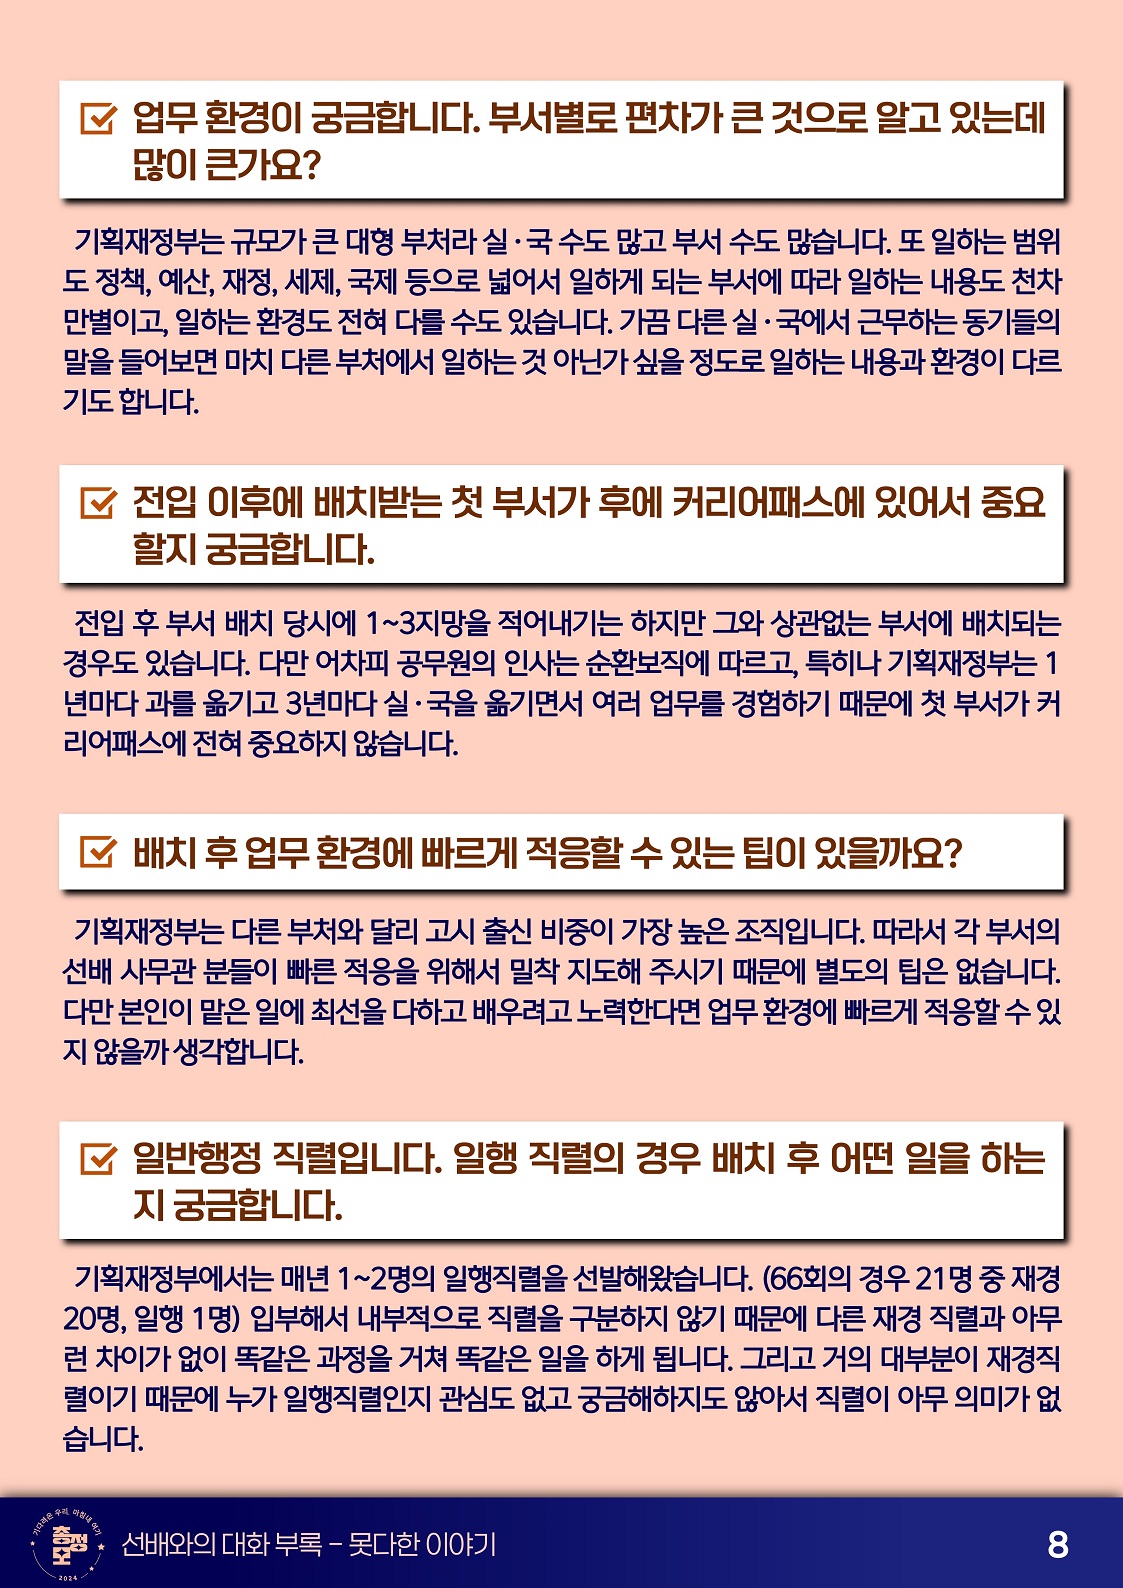 업무 환경이 궁금합니다. 부서별로 편차가 큰 것으로 알고 있는데
많이 큰가요?
기획재정부는 규모가 큰 대형 부처라 실·국 수도 많고 부서 수도 많습니다. 또 일하는 범위
도 정책, 예산, 재정, 세제, 국제 등으로 넓어서 일하게 되는 부서에 따라 일하는 내용도 천차
만별이고, 일하는 환경도 전혀 다를 수도 있습니다. 가끔 다른 실·국에서 근무하는 동기들의
말을 들어보면 마치 다른 부처에서 일하는 것 아닌가 싶을 정도로 일하는 내용과 환경이 다르
기도 합니다.
전입 이후에 배치받는 첫 부서가 후에 커리어패스에 있어서 중요
할지 궁금합니다.
전입 후 부서 배치 당시에 1~3지망을 적어내기는 하지만 그와 상관없는 부서에 배치되는
경우도 있습니다. 다만 어차피 공무원의 인사는 순환보직에 따르고, 특히나 기획재정부는 1
년마다 과를 옮기고 3년마다 실·국을 옮기면서 여러 업무를 경험하기 때문에 첫 부서가 커
리어패스에 전혀 중요하지 않습니다.
배치 후 업무 환경에 빠르게 적응할 수 있는 팁이 있을까요?
기획재정부는 다른 부처와 달리 고시 출신 비중이 가장 높은 조직입니다. 따라서 각 부서의
선배 사무관 분들이 빠른 적응을 위해서 밀착 지도해 주시기 때문에 별도의 팁은 없습니다.
다만 본인이 맡은 일에 최선을 다하고 배우려고 노력한다면 업무 환경에 빠르게 적응할 수 있
지 않을까 생각합니다.
일반행정 직렬입니다. 일행 직렬의 경우 배치 후 어떤 일을 하는
지 궁금합니다.
기획재정부에서는 매년 1~2명의 일행직렬을 선발해왔습니다. (66회의 경우 21명 중 재경
20명, 일행 1명) 입부해서 내부적으로 직렬을 구분하지 않기 때문에 다른 재경 직렬과 아무
런 차이가 없이 똑같은 과정을 거쳐 똑같은 일을 하게 됩니다. 그리고 거의 대부분이 재경직
렬이기 때문에 누가 일행직렬인지 관심도 없고 궁금해하지도 않아서 직렬이 아무 의미가 없
습니다.
기다려온 우리, 마침내 여기
총정모
2024
선배와의 대화 부록 – 못다한 이야기
8